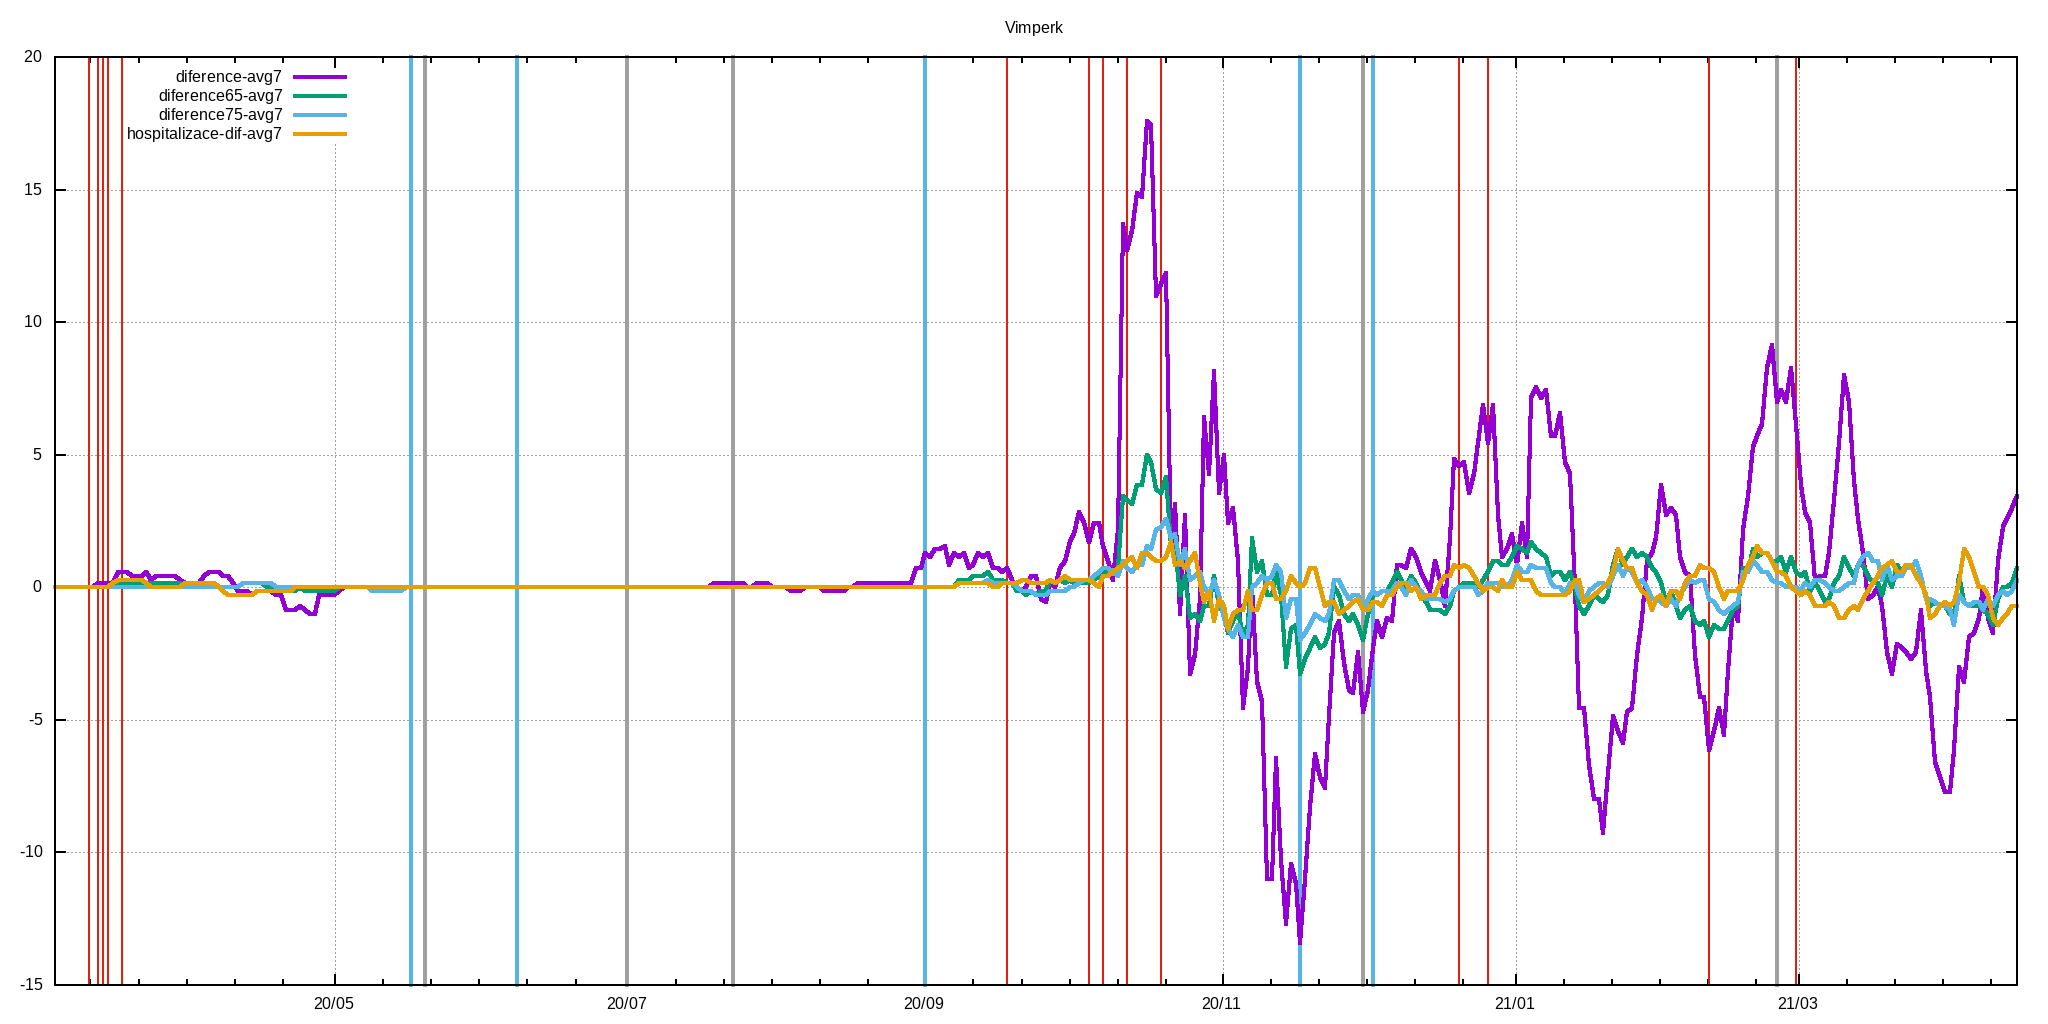 Vimperk
diference-avg7
diference65-avg7
diference75-avg7
hospitalizace-dif-avg7
20
15
10
5
0
-5
-10
-15
20/05 20/07 20/09 20/11 21/01 21/03